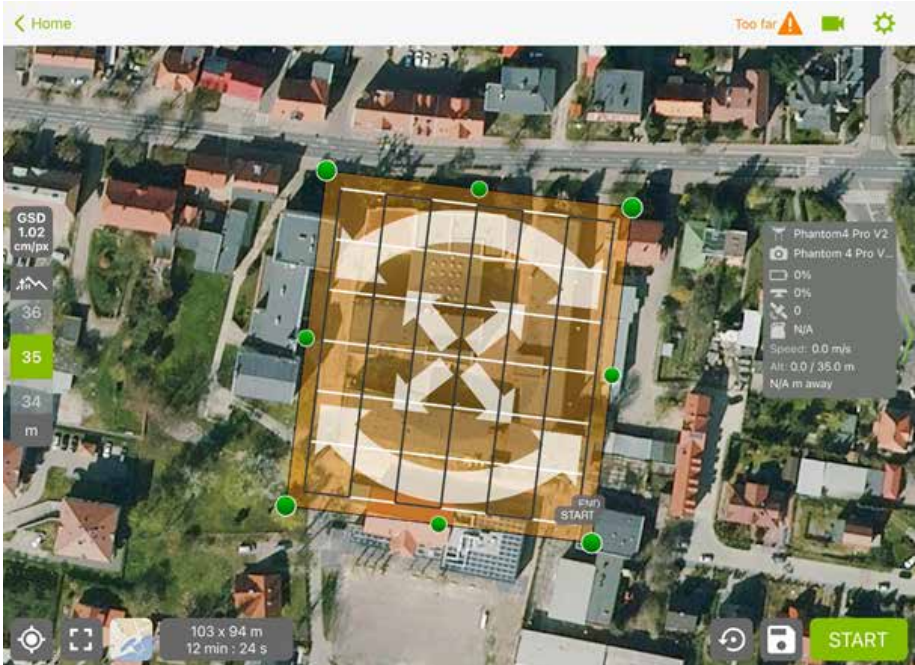 Home
Too far
GSD
1.02
cm/px
36
35
34
m
Phantom4 Pro V2
Phantom 4 Pro V...
0%
0%
0
N/A
Speed: 0.0 m/s
Alt: 0.0 / 35.0 m
N/A m away
END
START
103 x 94 m
12 min : 24 s
START